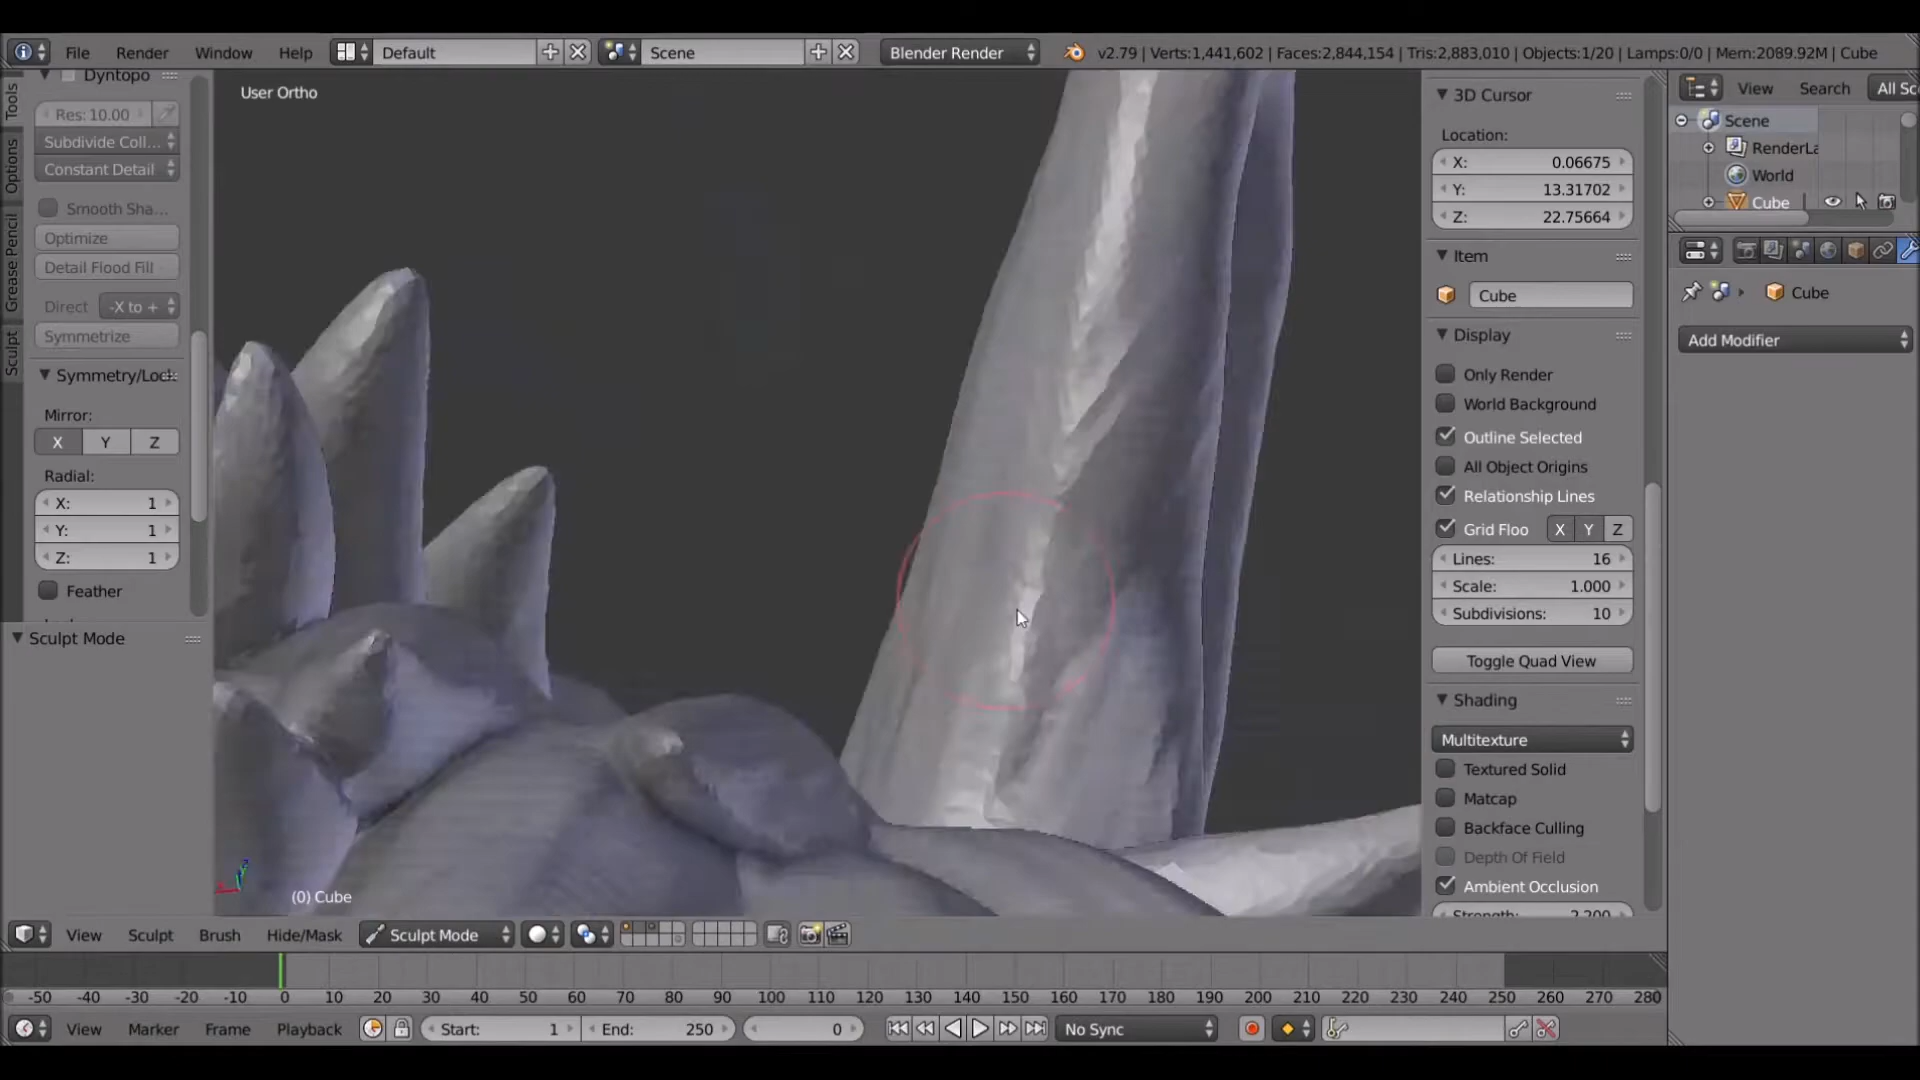 File Render Window Help Default Scene Blender Render v2.79 | Verts:1,441,602 | Faces:2,844,154 | Tris:2,883,010 | Objects:1/20 | Lamps:0/0 | Mem:2089.92M | Cube
Tools
Options
Grease Pencil
Sculpt
Dyntopo
Res: 10.00
Subdivide Coll...
Constant Detail
Smooth Sha...
Optimize
Detail Flood Fill
Direct -X to +
Symmetrize
Symmetry/Lock
Mirror:
X Y Z
Radial:
X: 1
Y: 1
Z: 1
Feather
Sculpt Mode
User Ortho
(0) Cube
3D Cursor
Location:
X: 0.06675
Y: 13.31702
Z: 22.75664
Item
Cube
Display
Only Render
World Background
Outline Selected
All Object Origins
Relationship Lines
Grid Floo X Y Z
Lines: 16
Scale: 1.000
Subdivisions: 10
Toggle Quad View
Shading
Multitexture
Textured Solid
Matcap
Backface Culling
Depth Of Field
Ambient Occlusion
Strength: 2.200
View Search All Sc
Scene
RenderLa
World
Cube
Cube
Add Modifier
View Sculpt Brush Hide/Mask Sculpt Mode
-50 -40 -30 -20 -10 0 10 20 30 40 50 60 70 80 90 100 110 120 130 140 150 160 170 180 190 200 210 220 230 240 250 260 270 280
View Marker Frame Playback Start: 1 End: 250 0 No Sync